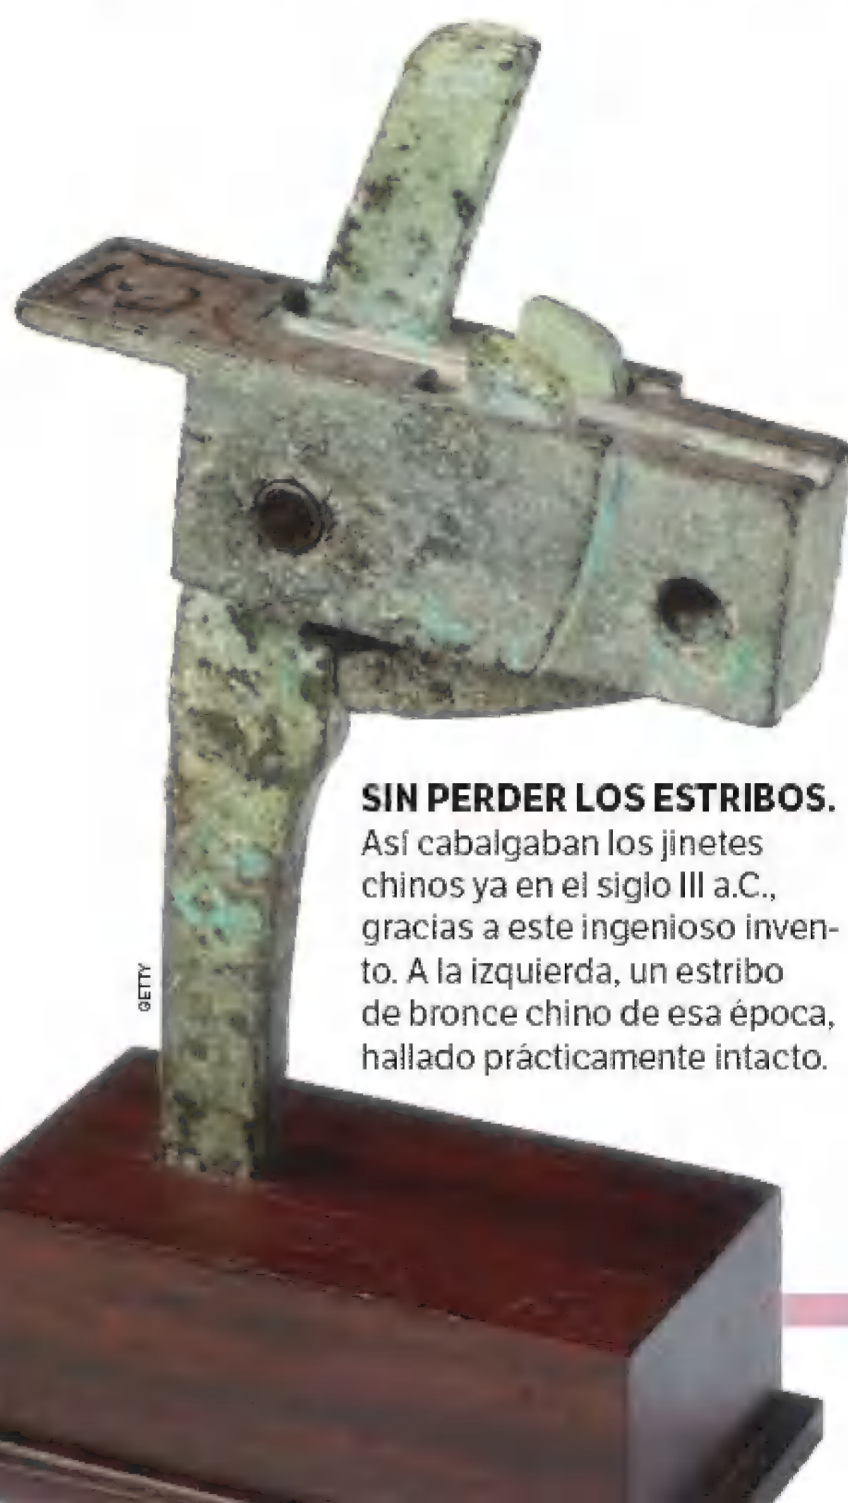 SIN PERDER LOS ESTRIBOS.
Así cabalgaban los jinetes
chinos ya en el siglo III a.C.,
gracias a este ingenioso inven-
to. A la izquierda, un estribo
de bronce chino de esa época,
hallado prácticamente intacto.
GETTY